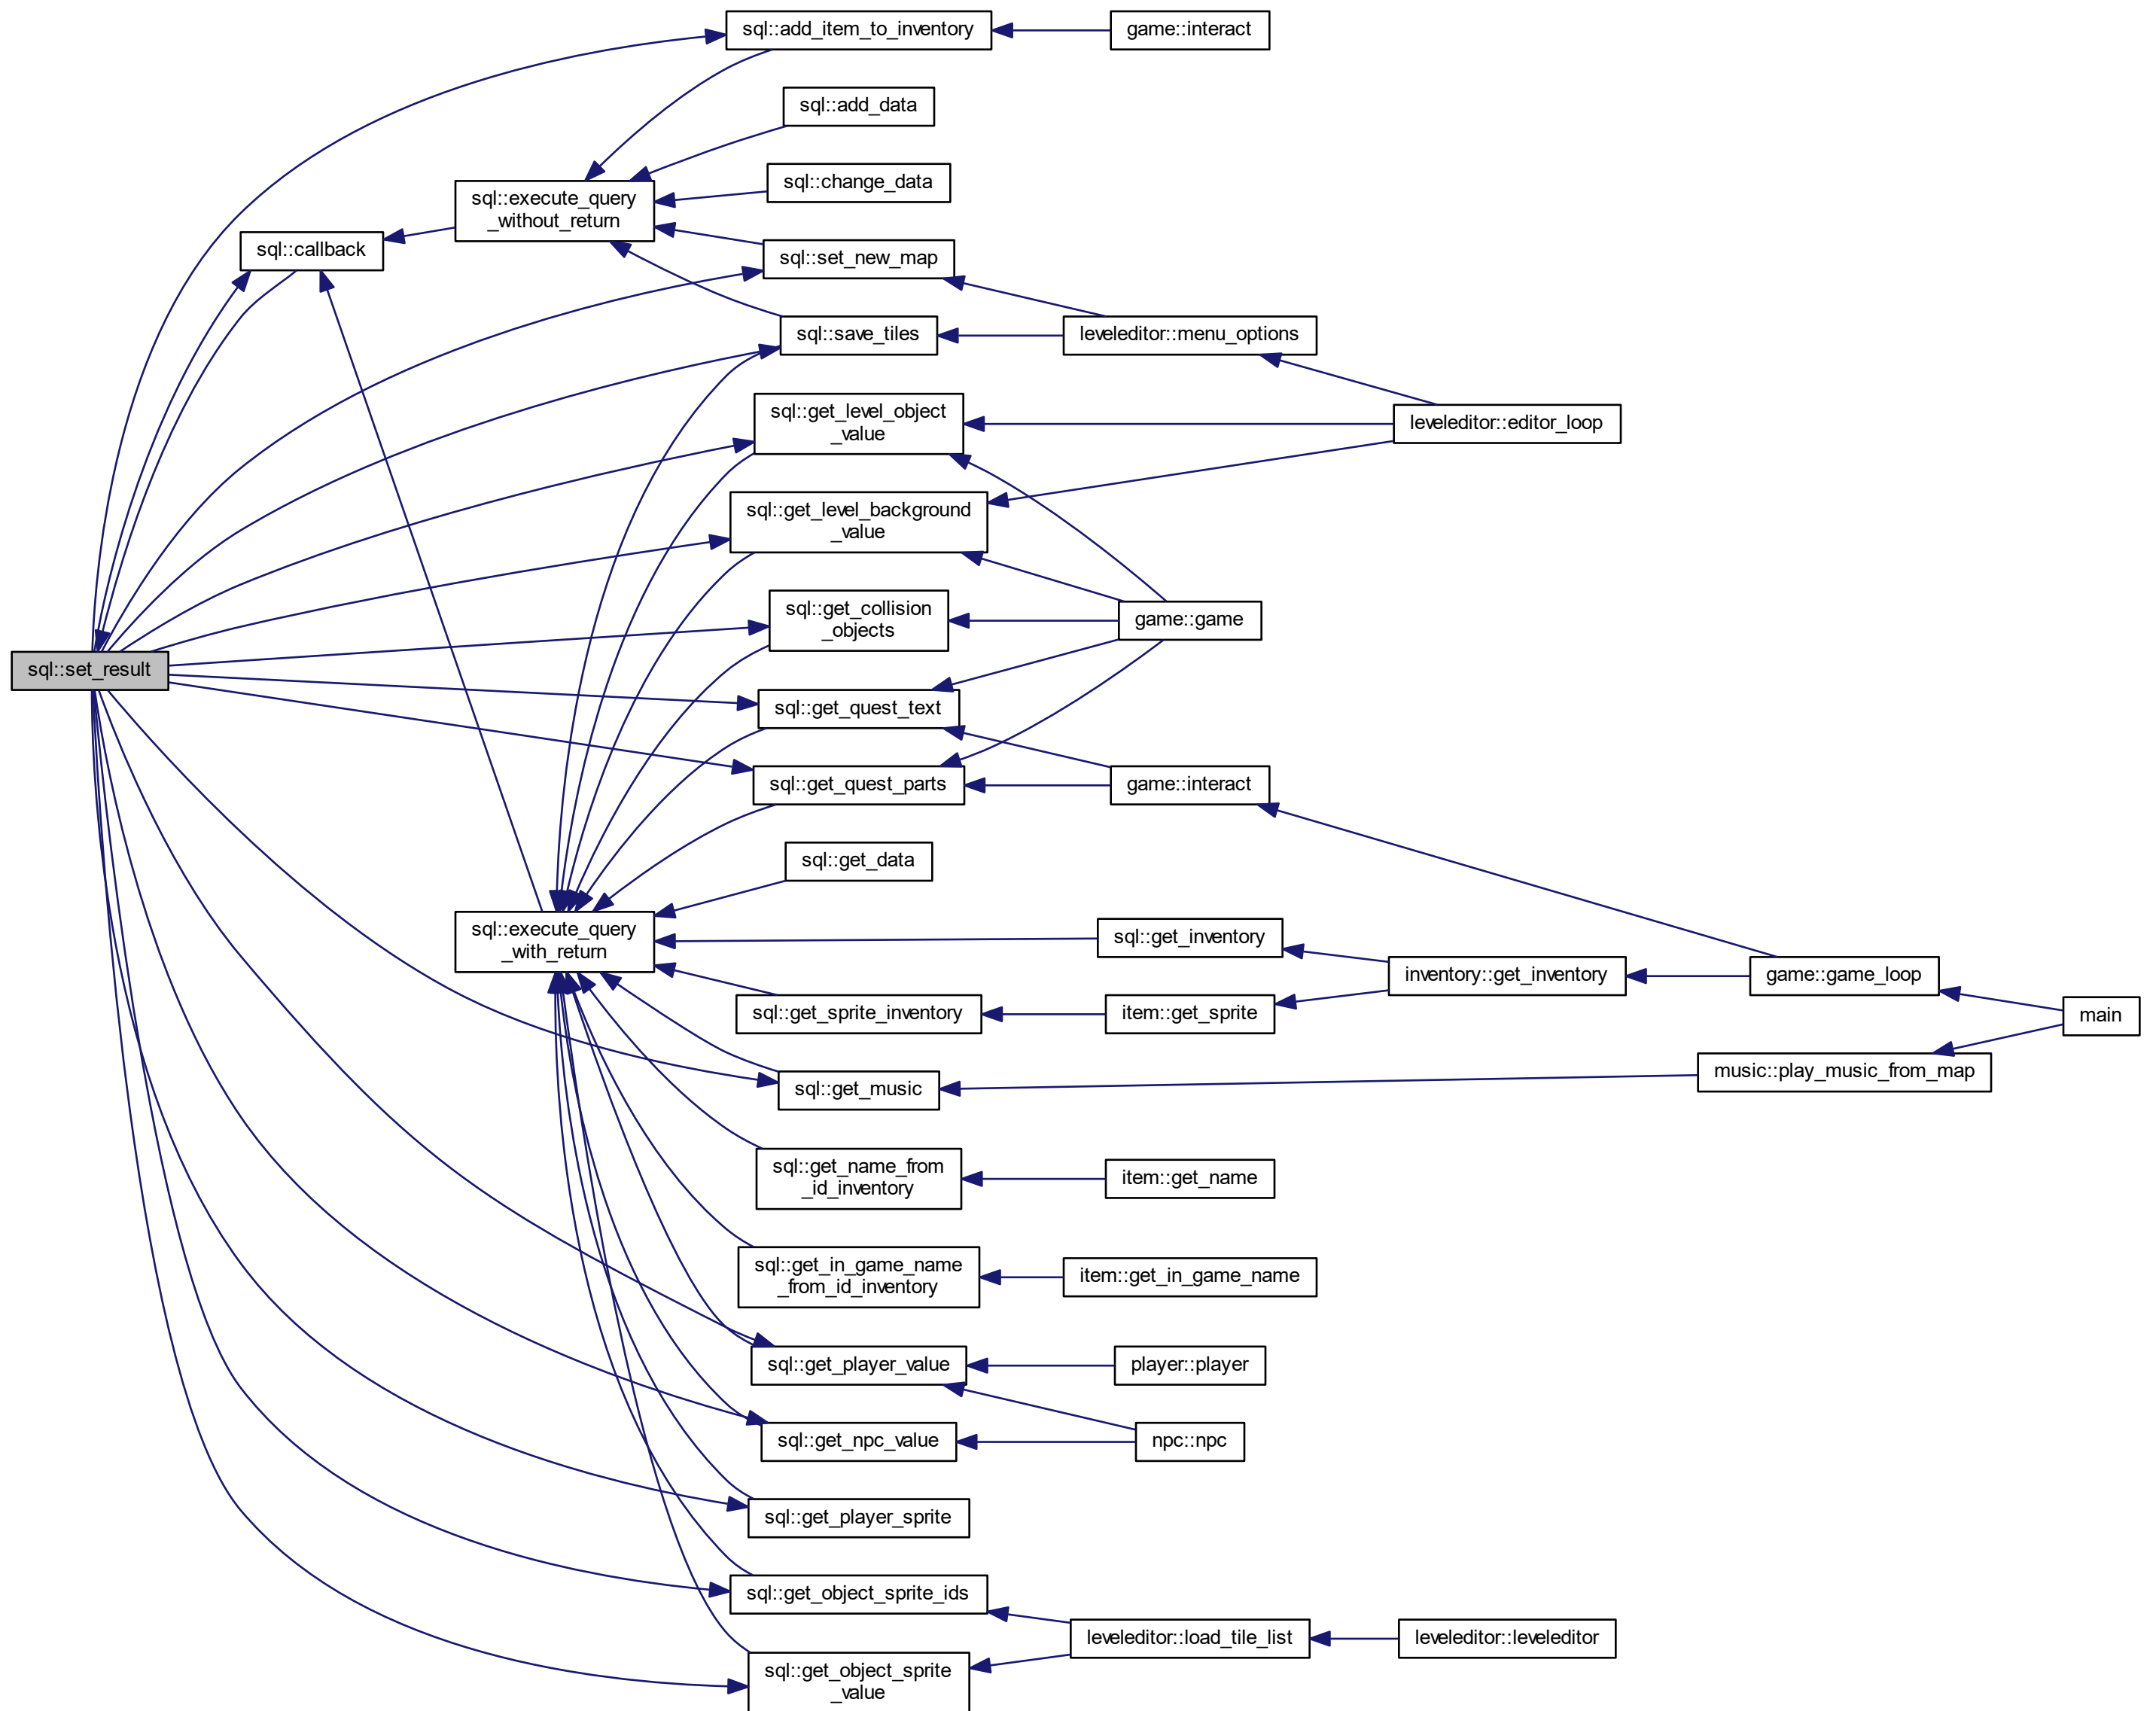 sql::add_item_to_inventory
game::interact
sql::add_data
sql::change_data
sql::execute_query
_without_return
sql::callback
sql::set_new_map
sql::save_tiles
leveleditor::menu_options
sql::get_level_object
_value
leveleditor::editor_loop
sql::get_level_background
_value
sql::get_collision
_objects
game::game
sql::set_result
sql::get_quest_text
sql::get_quest_parts
game::interact
sql::get_data
sql::execute_query
_with_return
sql::get_inventory
inventory::get_inventory
game::game_loop
sql::get_sprite_inventory
item::get_sprite
main
sql::get_music
music::play_music_from_map
sql::get_name_from
_id_inventory
item::get_name
sql::get_in_game_name
_from_id_inventory
item::get_in_game_name
sql::get_player_value
player::player
sql::get_npc_value
npc::npc
sql::get_player_sprite
sql::get_object_sprite_ids
leveleditor::load_tile_list
leveleditor::leveleditor
sql::get_object_sprite
_value